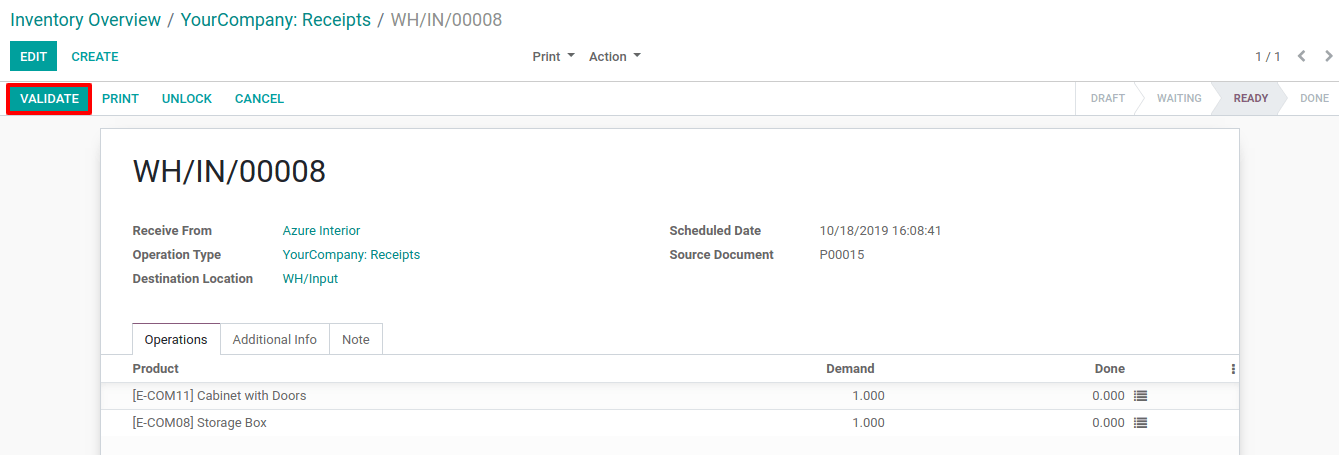 Inventory Overview / YourCompany: Receipts / WH/IN/00008
EDIT CREATE Print Action 1 / 1
VALIDATE PRINT UNLOCK CANCEL DRAFT WAITING READY DONE
WH/IN/00008
Receive From Azure Interior Scheduled Date 10/18/2019 16:08:41
Operation Type YourCompany: Receipts Source Document P00015
Destination Location WH/Input
Operations Additional Info Note
Product Demand Done
[E-COM11] Cabinet with Doors 1.000 0.000
[E-COM08] Storage Box 1.000 0.000